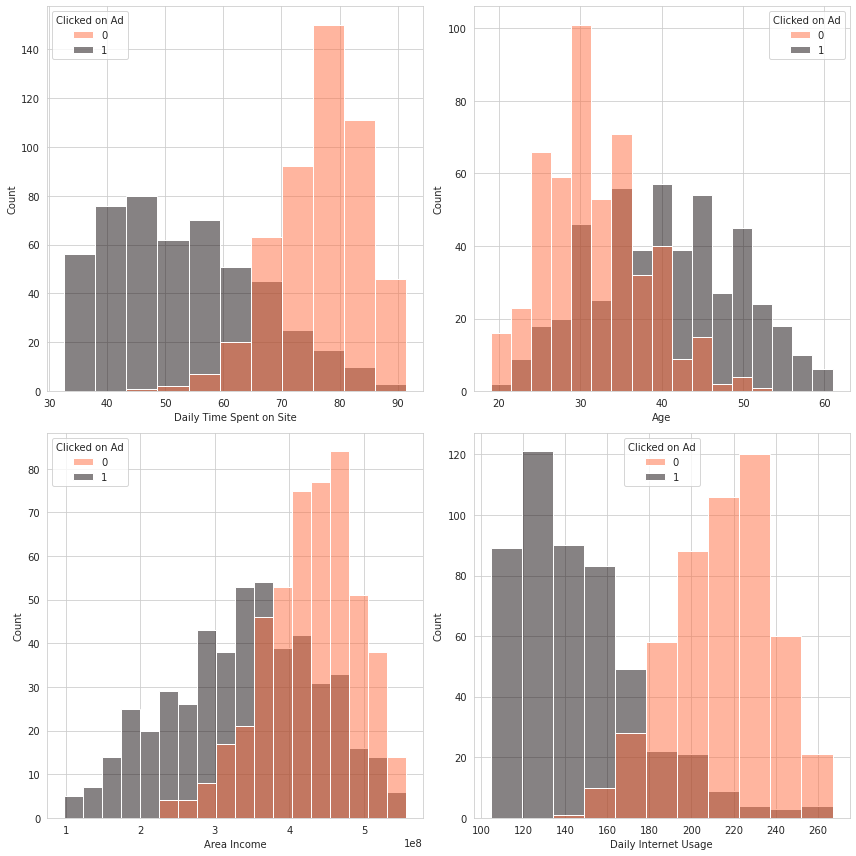 Clicked on Ad
0
1
140
120
100
80
60
40
20
0
Count
30 40 50 60 70 80 90
Daily Time Spent on Site
Clicked on Ad
0
1
100
80
60
40
20
0
Count
20 30 40 50 60
Age
Clicked on Ad
0
1
80
70
60
50
40
30
20
10
0
Count
1 2 3 4 5
1e8
Area Income
Clicked on Ad
0
1
120
100
80
60
40
20
0
Count
100 120 140 160 180 200 220 240 260
Daily Internet Usage